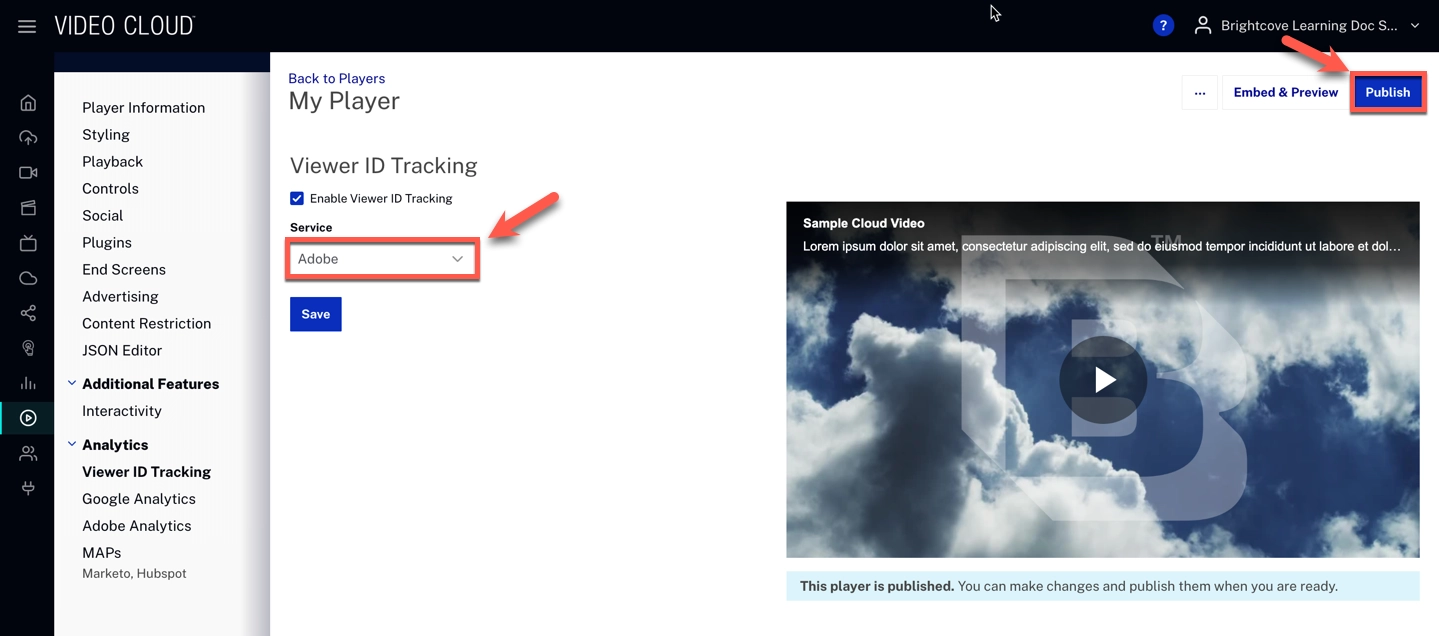 VIDEO CLOUD
?
Brightcove Learning Doc S...
Player Information
Styling
Playback
Controls
Social
Plugins
End Screens
Advertising
Content Restriction
JSON Editor
Additional Features
Interactivity
Analytics
Viewer ID Tracking
Google Analytics
Adobe Analytics
MAPs
Marketo, Hubspot
Back to Players
My Player
...
Embed & Preview
Publish
Viewer ID Tracking
Enable Viewer ID Tracking
Service
Adobe
Save
Sample Cloud Video
Lorem ipsum dolor sit amet, consectetur adipiscing elit, sed do eiusmod tempor incididunt ut labore et dol...
B
TM
This player is published. You can make changes and publish them when you are ready.